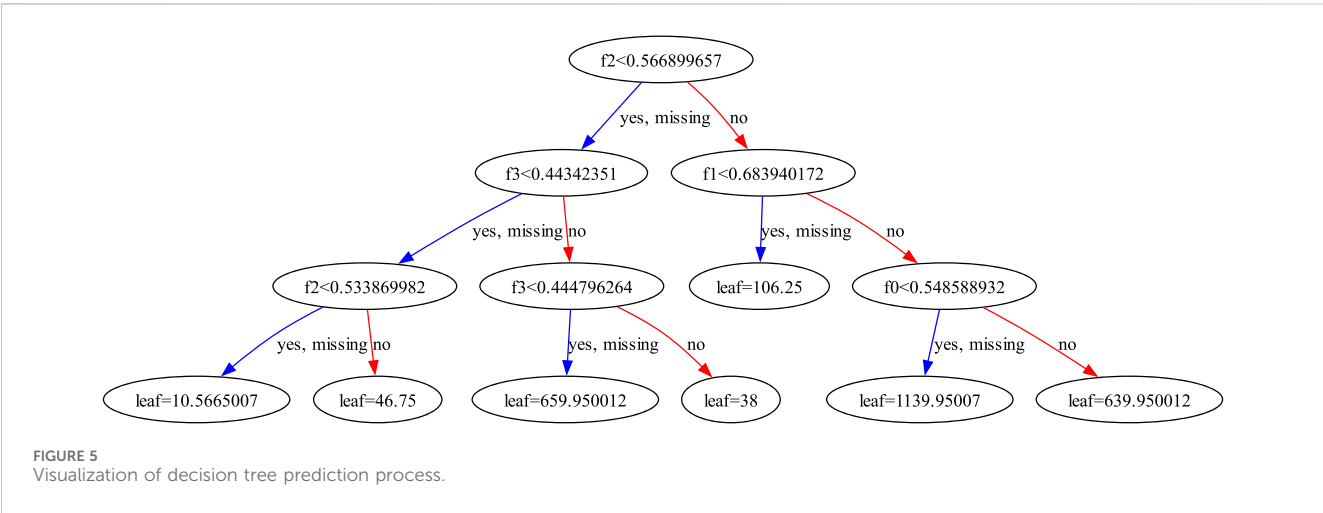 f2<0.566899657
yes, missing no
f3<0.44342351 f1<0.683940172
yes, missing no yes, missing no
f2<0.533869982 f3<0.444796264 leaf=106.25 f0<0.548588932
yes, missing no yes, missing no yes, missing no
leaf=10.5665007 leaf=46.75 leaf=659.950012 leaf=38 leaf=1139.95007 leaf=639.950012
FIGURE 5
Visualization of decision tree prediction process.